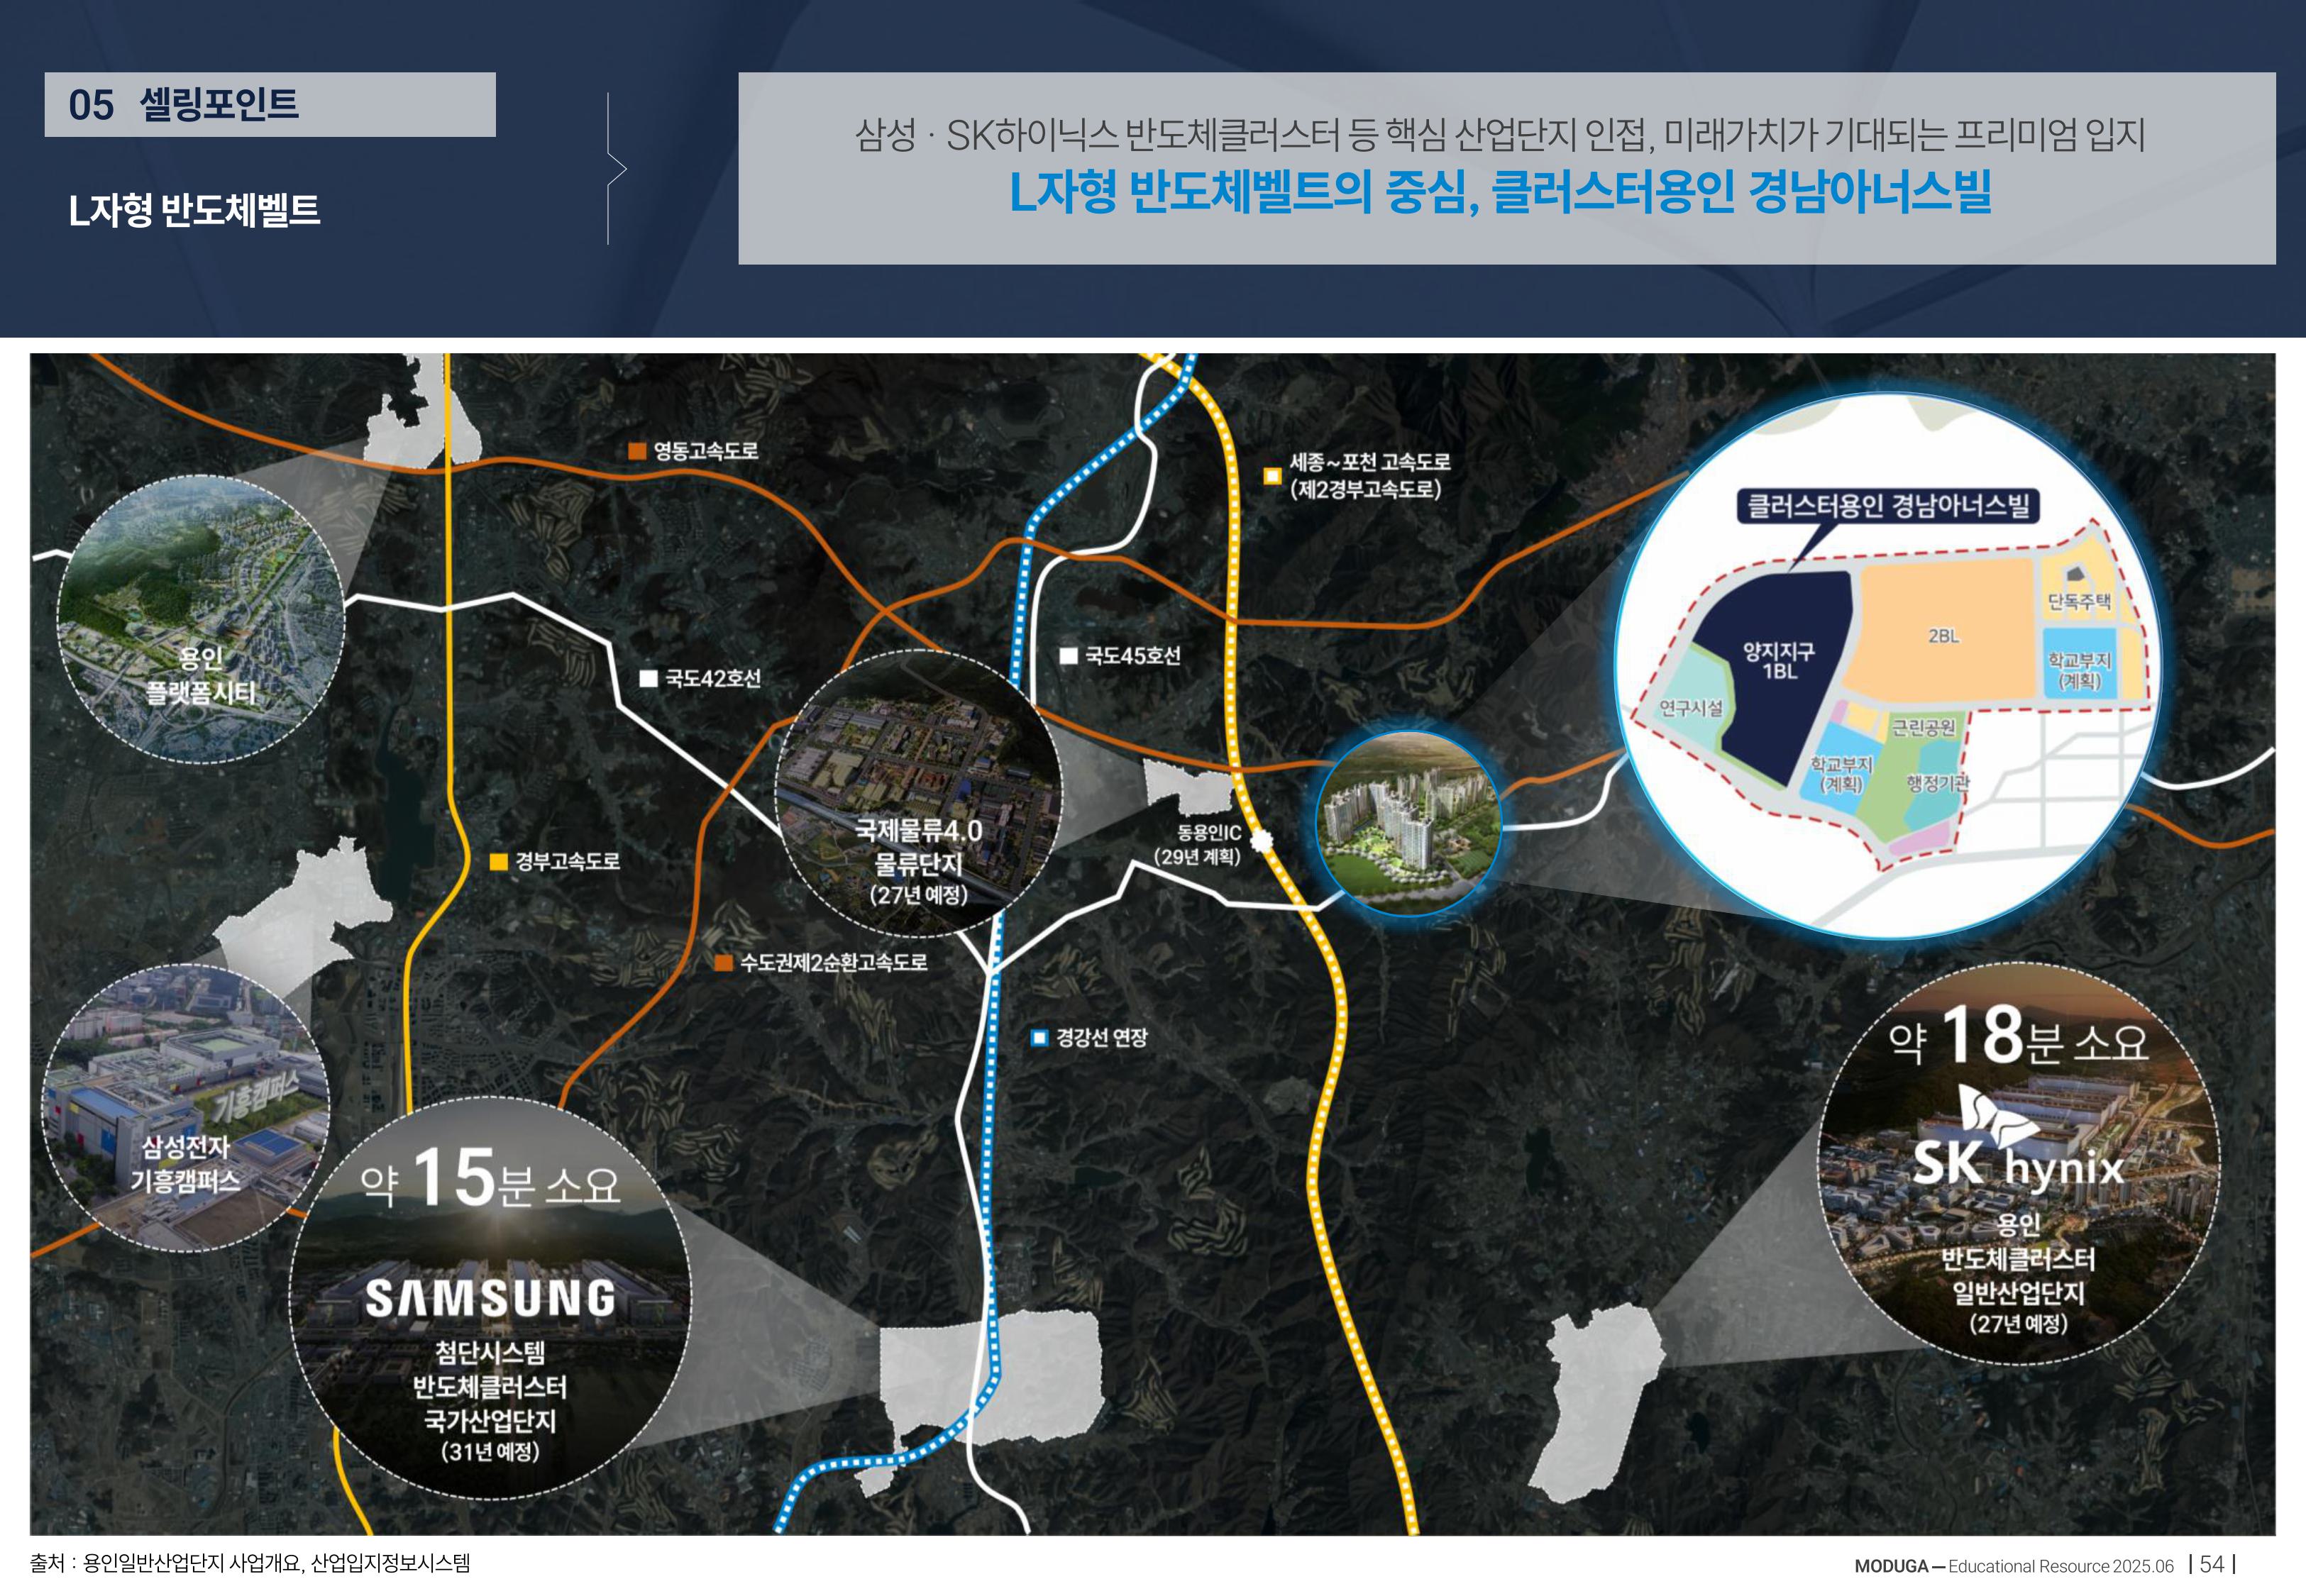 05 셀링포인트
L자형 반도체벨트
삼성 · SK하이닉스 반도체클러스터 등 핵심 산업단지 인접, 미래가치가 기대되는 프리미엄 입지
L자형 반도체벨트의 중심, 클러스터용인 경남아너스빌
영동고속도로
세종~포천 고속도로
(제2경부고속도로)
용인
플랫폼시티
국도42호선
국도45호선
클러스터용인 경남아너스빌
양지지구
1BL
2BL
단독주택
학교부지
(계획)
연구시설
근린공원
학교부지
(계획)
행정기관
국제물류4.0
물류단지
(27년 예정)
동용인IC
(29년 계획)
경부고속도로
수도권제2순환고속도로
경강선 연장
기흥캠퍼스
삼성전자
기흥캠퍼스
약 15분 소요
SAMSUNG
첨단시스템
반도체클러스터
국가산업단지
(31년 예정)
약 18분 소요
SK hynix
용인
반도체클러스터
일반산업단지
(27년 예정)
출처 : 용인일반산업단지 사업개요, 산업입지정보시스템
MODUGA — Educational Resource 2025.06 | 54 |